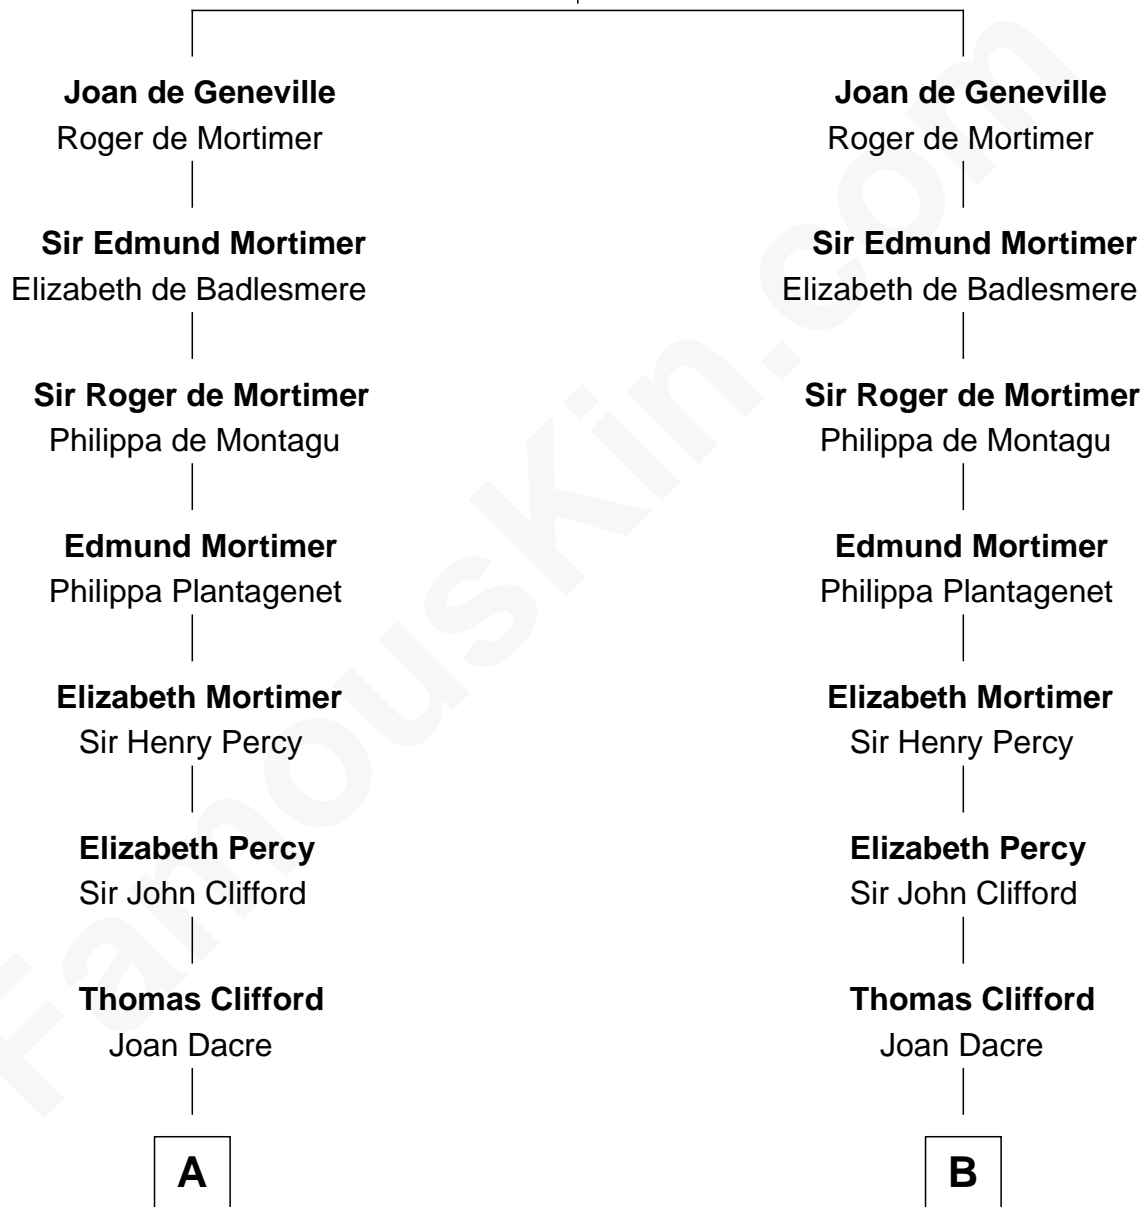 Joan de Geneville
Roger de Mortimer
Sir Edmund Mortimer
Elizabeth de Badlesmere
Sir Roger de Mortimer
Philippa de Montagu
Edmund Mortimer
Philippa Plantagenet
Elizabeth Mortimer
Sir Henry Percy
Elizabeth Percy
Sir John Clifford
Thomas Clifford
Joan Dacre
A
Joan de Geneville
Roger de Mortimer
Sir Edmund Mortimer
Elizabeth de Badlesmere
Sir Roger de Mortimer
Philippa de Montagu
Edmund Mortimer
Philippa Plantagenet
Elizabeth Mortimer
Sir Henry Percy
Elizabeth Percy
Sir John Clifford
Thomas Clifford
Joan Dacre
B
FamousKin.com